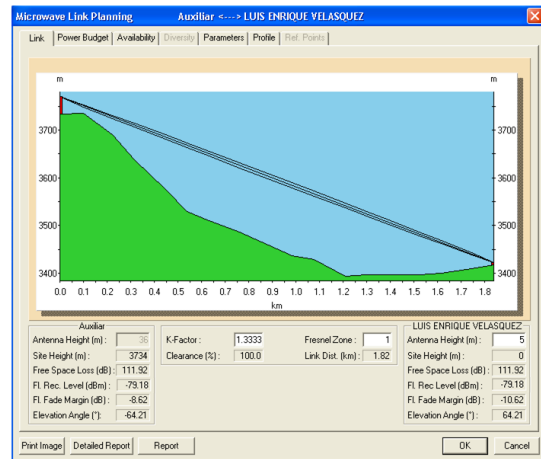 Microwave Link Planning Auxiliar <---> LUIS ENRIQUE VELASQUEZ
Link Power Budget Availability Diversity Parameters Profile Ref. Points
m m
3700 3700
3600 3600
3500 3500
3400 3400
0.0 0.1 0.2 0.3 0.4 0.5 0.6 0.7 0.8 0.9 1.0 1.1 1.2 1.3 1.4 1.5 1.6 1.7 1.8
km
Auxiliar
Antenna Height (m) : 36
Site Height (m) : 3734
Free Space Loss (dB) : 111.92
Fl. Rec. Level (dBm) : -79.18
Fl. Fade Margin (dB) : -8.62
Elevation Angle (°): -64.21
K-Factor : 1.3333 Fresnel Zone : 1
Clearance (%) : 100.0 Link Dist. (km) : 1.82
LUIS ENRIQUE VELASQUEZ
Antenna Height (m) : 5
Site Height (m) : 0
Free Space Loss (dB) : 111.92
Fl. Rec. Level (dBm) : -79.18
Fl. Fade Margin (dB) : -10.62
Elevation Angle (°) : 64.21
Print Image Detailed Report Report OK Cancel